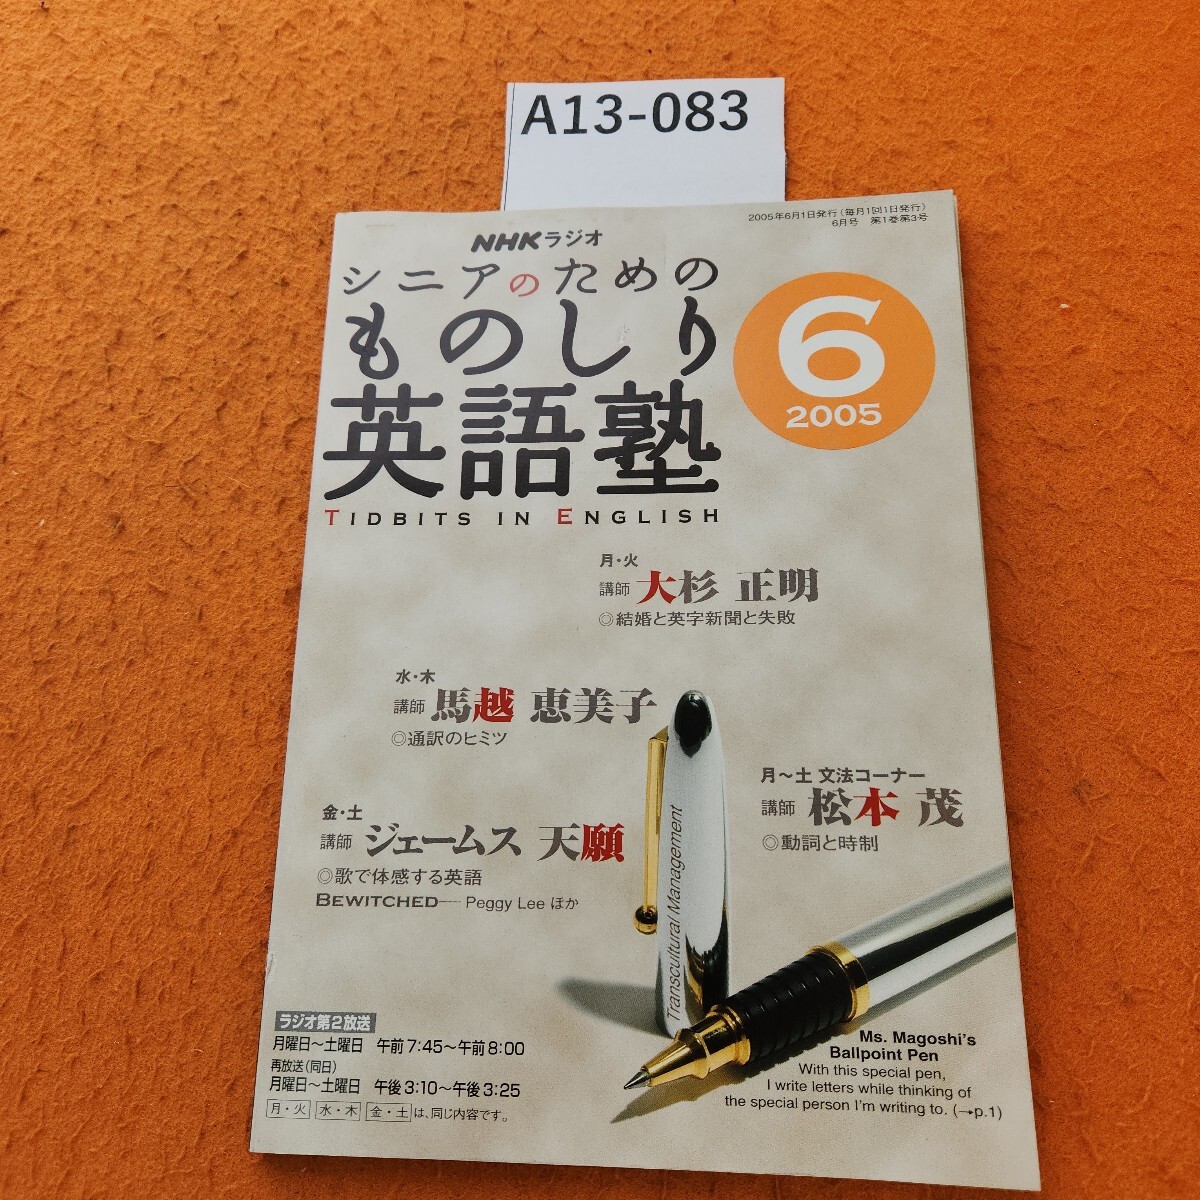 A13-083
2005年6月1日発行(毎月1回1日発行)
6月号 第1巻第3号
NHKラジオ
シニアのための
ものしり
英語塾
TIDBITS IN ENGLISH
6
2005
月・火
講師 大杉 正明
◎結婚と英字新聞と失敗
水・木
講師 馬越 恵美子
◎通訳のヒミツ
月～土 文法コーナー
講師 松本 茂
◎動詞と時制
金・土
講師 ジェームス 天願
◎歌で体感する英語
BEWITCHED— Peggy Lee ほか
Transcultural Management
ラジオ第2放送
月曜日～土曜日 午前7:45～午前8:00
再放送(同日)
月曜日～土曜日 午後3:10～午後3:25
月・火 水・木 金・土 は、同じ内容です。
Ms. Magoshi's
Ballpoint Pen
With this special pen,
I write letters while thinking of
the special person I'm writing to. (→p.1)